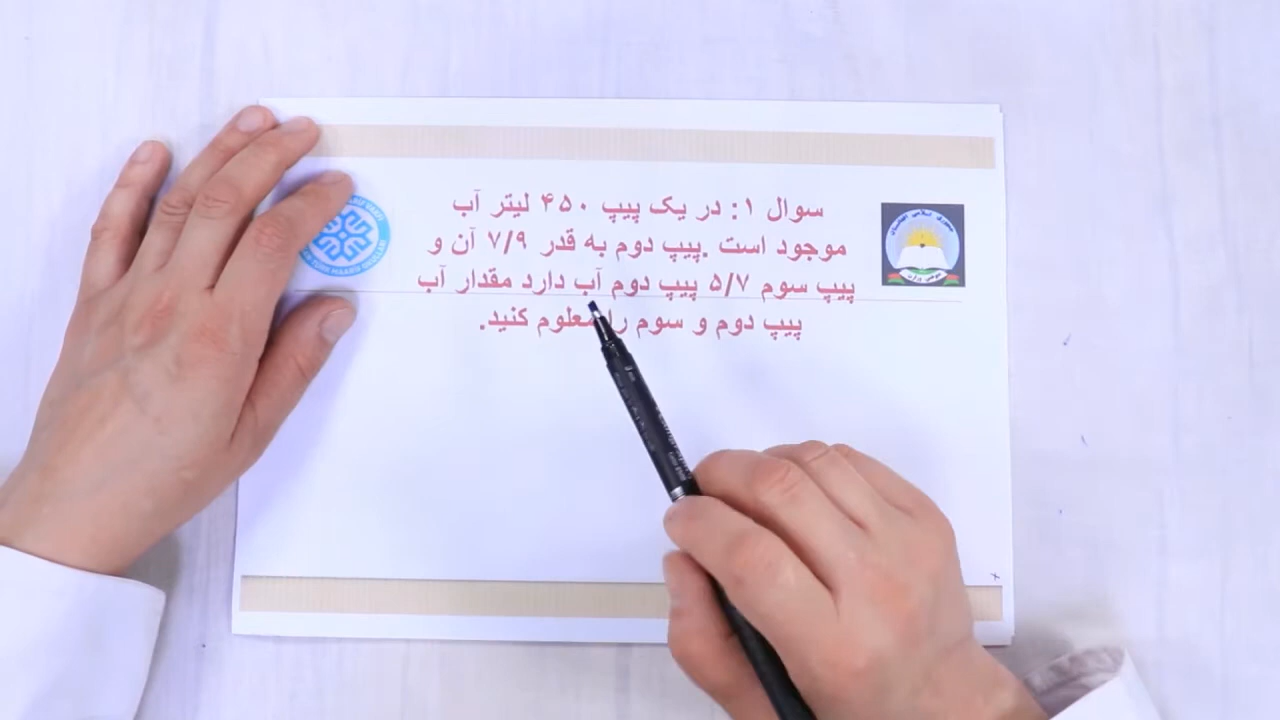 سوال ۱: در یک پیپ ۴۵۰ لیتر آب
موجود است .پیپ دوم به قدر ۷/۹ آن و
پیپ سوم ۵/۷ پیپ دوم آب دارد مقدار آب
پیپ دوم و سوم را معلوم کنید.